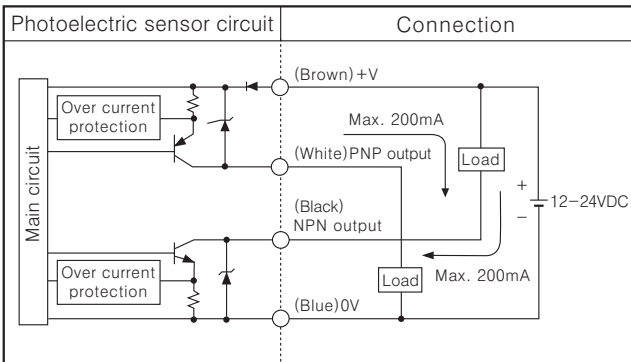 Photoelectric sensor circuit
Connection
Main circuit
Over current
protection
(Brown)+V
Max. 200mA
(White)PNP output
Load
+
−
12−24VDC
(Black)
NPN output
Over current
protection
Load
Max. 200mA
(Blue)0V